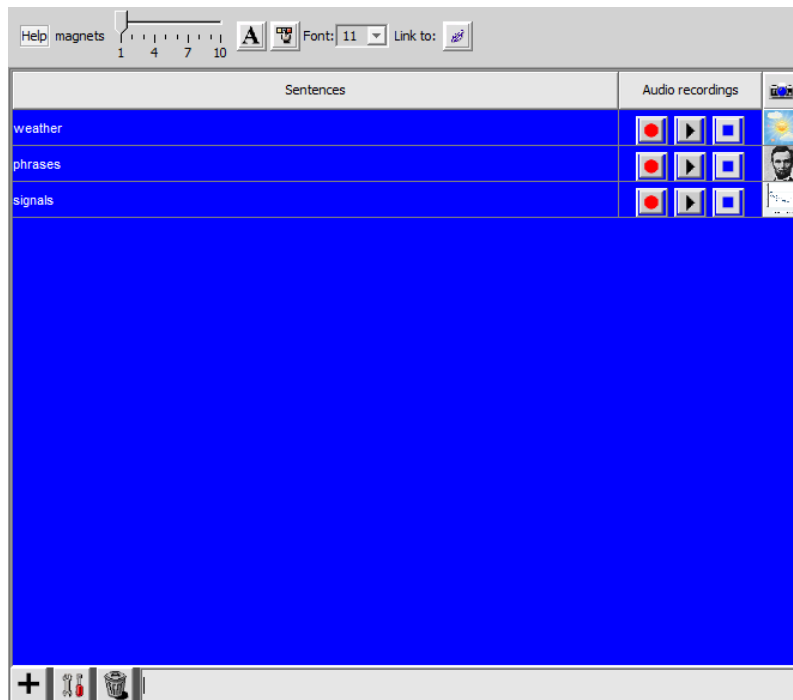 Help magnets 1 4 7 10 A Font: 11 Link to:
Sentences Audio recordings
weather
phrases
signals